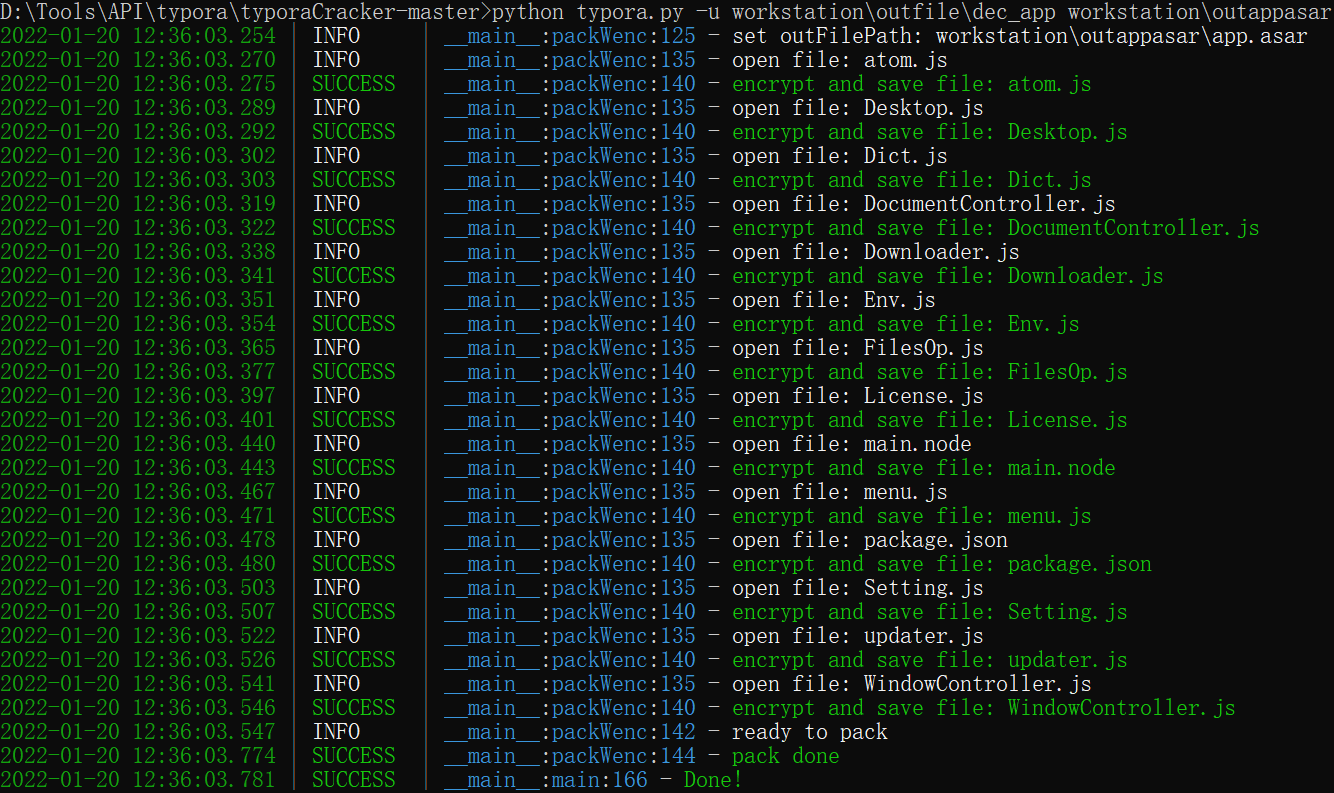 D:\Tools\API\typora\typoraCracker-master>python typora.py -u workstation\outfile\dec_app workstation\outappasar
2022-01-20 12:36:03.254 | INFO | __main__:packWenc:125 - set outFilePath: workstation\outappasar\app.asar
2022-01-20 12:36:03.270 | INFO | __main__:packWenc:135 - open file: atom.js
2022-01-20 12:36:03.275 | SUCCESS | __main__:packWenc:140 - encrypt and save file: atom.js
2022-01-20 12:36:03.289 | INFO | __main__:packWenc:135 - open file: Desktop.js
2022-01-20 12:36:03.292 | SUCCESS | __main__:packWenc:140 - encrypt and save file: Desktop.js
2022-01-20 12:36:03.302 | INFO | __main__:packWenc:135 - open file: Dict.js
2022-01-20 12:36:03.303 | SUCCESS | __main__:packWenc:140 - encrypt and save file: Dict.js
2022-01-20 12:36:03.319 | INFO | __main__:packWenc:135 - open file: DocumentController.js
2022-01-20 12:36:03.322 | SUCCESS | __main__:packWenc:140 - encrypt and save file: DocumentController.js
2022-01-20 12:36:03.338 | INFO | __main__:packWenc:135 - open file: Downloader.js
2022-01-20 12:36:03.341 | SUCCESS | __main__:packWenc:140 - encrypt and save file: Downloader.js
2022-01-20 12:36:03.351 | INFO | __main__:packWenc:135 - open file: Env.js
2022-01-20 12:36:03.354 | SUCCESS | __main__:packWenc:140 - encrypt and save file: Env.js
2022-01-20 12:36:03.365 | INFO | __main__:packWenc:135 - open file: FilesOp.js
2022-01-20 12:36:03.377 | SUCCESS | __main__:packWenc:140 - encrypt and save file: FilesOp.js
2022-01-20 12:36:03.397 | INFO | __main__:packWenc:135 - open file: License.js
2022-01-20 12:36:03.401 | SUCCESS | __main__:packWenc:140 - encrypt and save file: License.js
2022-01-20 12:36:03.440 | INFO | __main__:packWenc:135 - open file: main.node
2022-01-20 12:36:03.443 | SUCCESS | __main__:packWenc:140 - encrypt and save file: main.node
2022-01-20 12:36:03.467 | INFO | __main__:packWenc:135 - open file: menu.js
2022-01-20 12:36:03.471 | SUCCESS | __main__:packWenc:140 - encrypt and save file: menu.js
2022-01-20 12:36:03.478 | INFO | __main__:packWenc:135 - open file: package.json
2022-01-20 12:36:03.480 | SUCCESS | __main__:packWenc:140 - encrypt and save file: package.json
2022-01-20 12:36:03.503 | INFO | __main__:packWenc:135 - open file: Setting.js
2022-01-20 12:36:03.507 | SUCCESS | __main__:packWenc:140 - encrypt and save file: Setting.js
2022-01-20 12:36:03.522 | INFO | __main__:packWenc:135 - open file: updater.js
2022-01-20 12:36:03.526 | SUCCESS | __main__:packWenc:140 - encrypt and save file: updater.js
2022-01-20 12:36:03.541 | INFO | __main__:packWenc:135 - open file: WindowController.js
2022-01-20 12:36:03.546 | SUCCESS | __main__:packWenc:140 - encrypt and save file: WindowController.js
2022-01-20 12:36:03.547 | INFO | __main__:packWenc:142 - ready to pack
2022-01-20 12:36:03.774 | SUCCESS | __main__:packWenc:144 - pack done
2022-01-20 12:36:03.781 | SUCCESS | __main__:main:166 - Done!